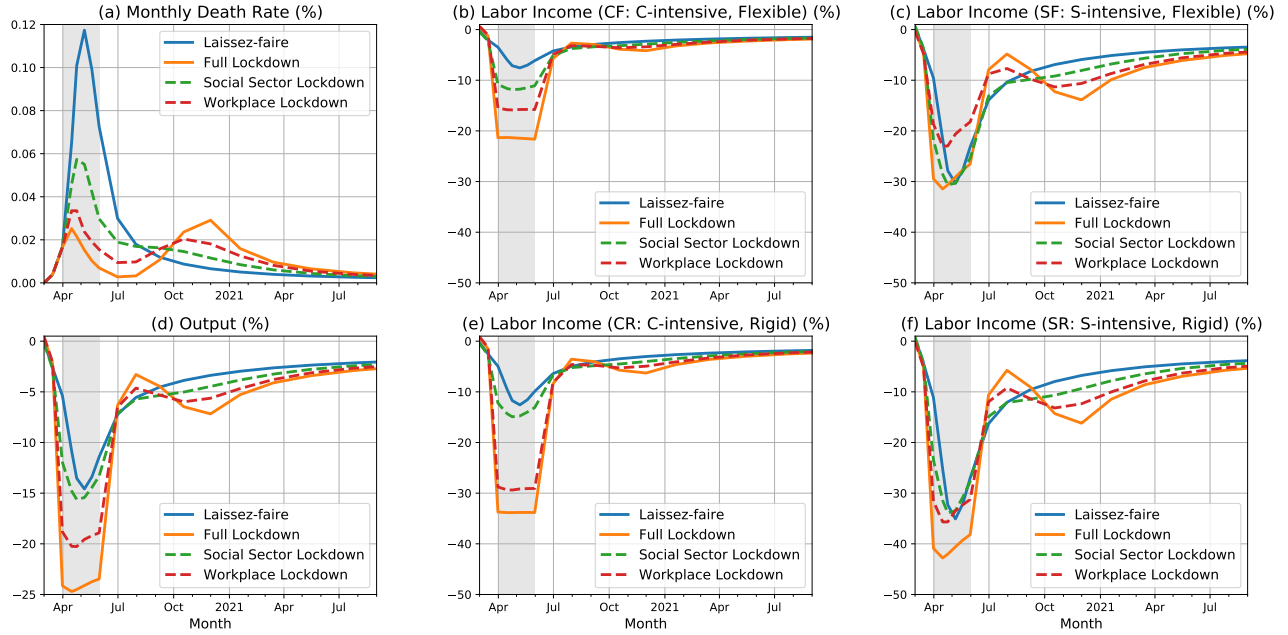 (a) Monthly Death Rate (%)
0.12
0.10
0.08
0.06
0.04
0.02
0.00
Apr Jul Oct 2021 Apr Jul
Laissez-faire
Full Lockdown
Social Sector Lockdown
Workplace Lockdown
(b) Labor Income (CF: C-intensive, Flexible) (%)
0
−10
−20
−30
−40
−50
Apr Jul Oct 2021 Apr Jul
Laissez-faire
Full Lockdown
Social Sector Lockdown
Workplace Lockdown
(c) Labor Income (SF: S-intensive, Flexible) (%)
0
−10
−20
−30
−40
−50
Apr Jul Oct 2021 Apr Jul
Laissez-faire
Full Lockdown
Social Sector Lockdown
Workplace Lockdown
(d) Output (%)
0
−5
−10
−15
−20
−25
Apr Jul Oct 2021 Apr Jul
Month
Laissez-faire
Full Lockdown
Social Sector Lockdown
Workplace Lockdown
(e) Labor Income (CR: C-intensive, Rigid) (%)
0
−10
−20
−30
−40
−50
Apr Jul Oct 2021 Apr Jul
Month
Laissez-faire
Full Lockdown
Social Sector Lockdown
Workplace Lockdown
(f) Labor Income (SR: S-intensive, Rigid) (%)
0
−10
−20
−30
−40
−50
Apr Jul Oct 2021 Apr Jul
Month
Laissez-faire
Full Lockdown
Social Sector Lockdown
Workplace Lockdown